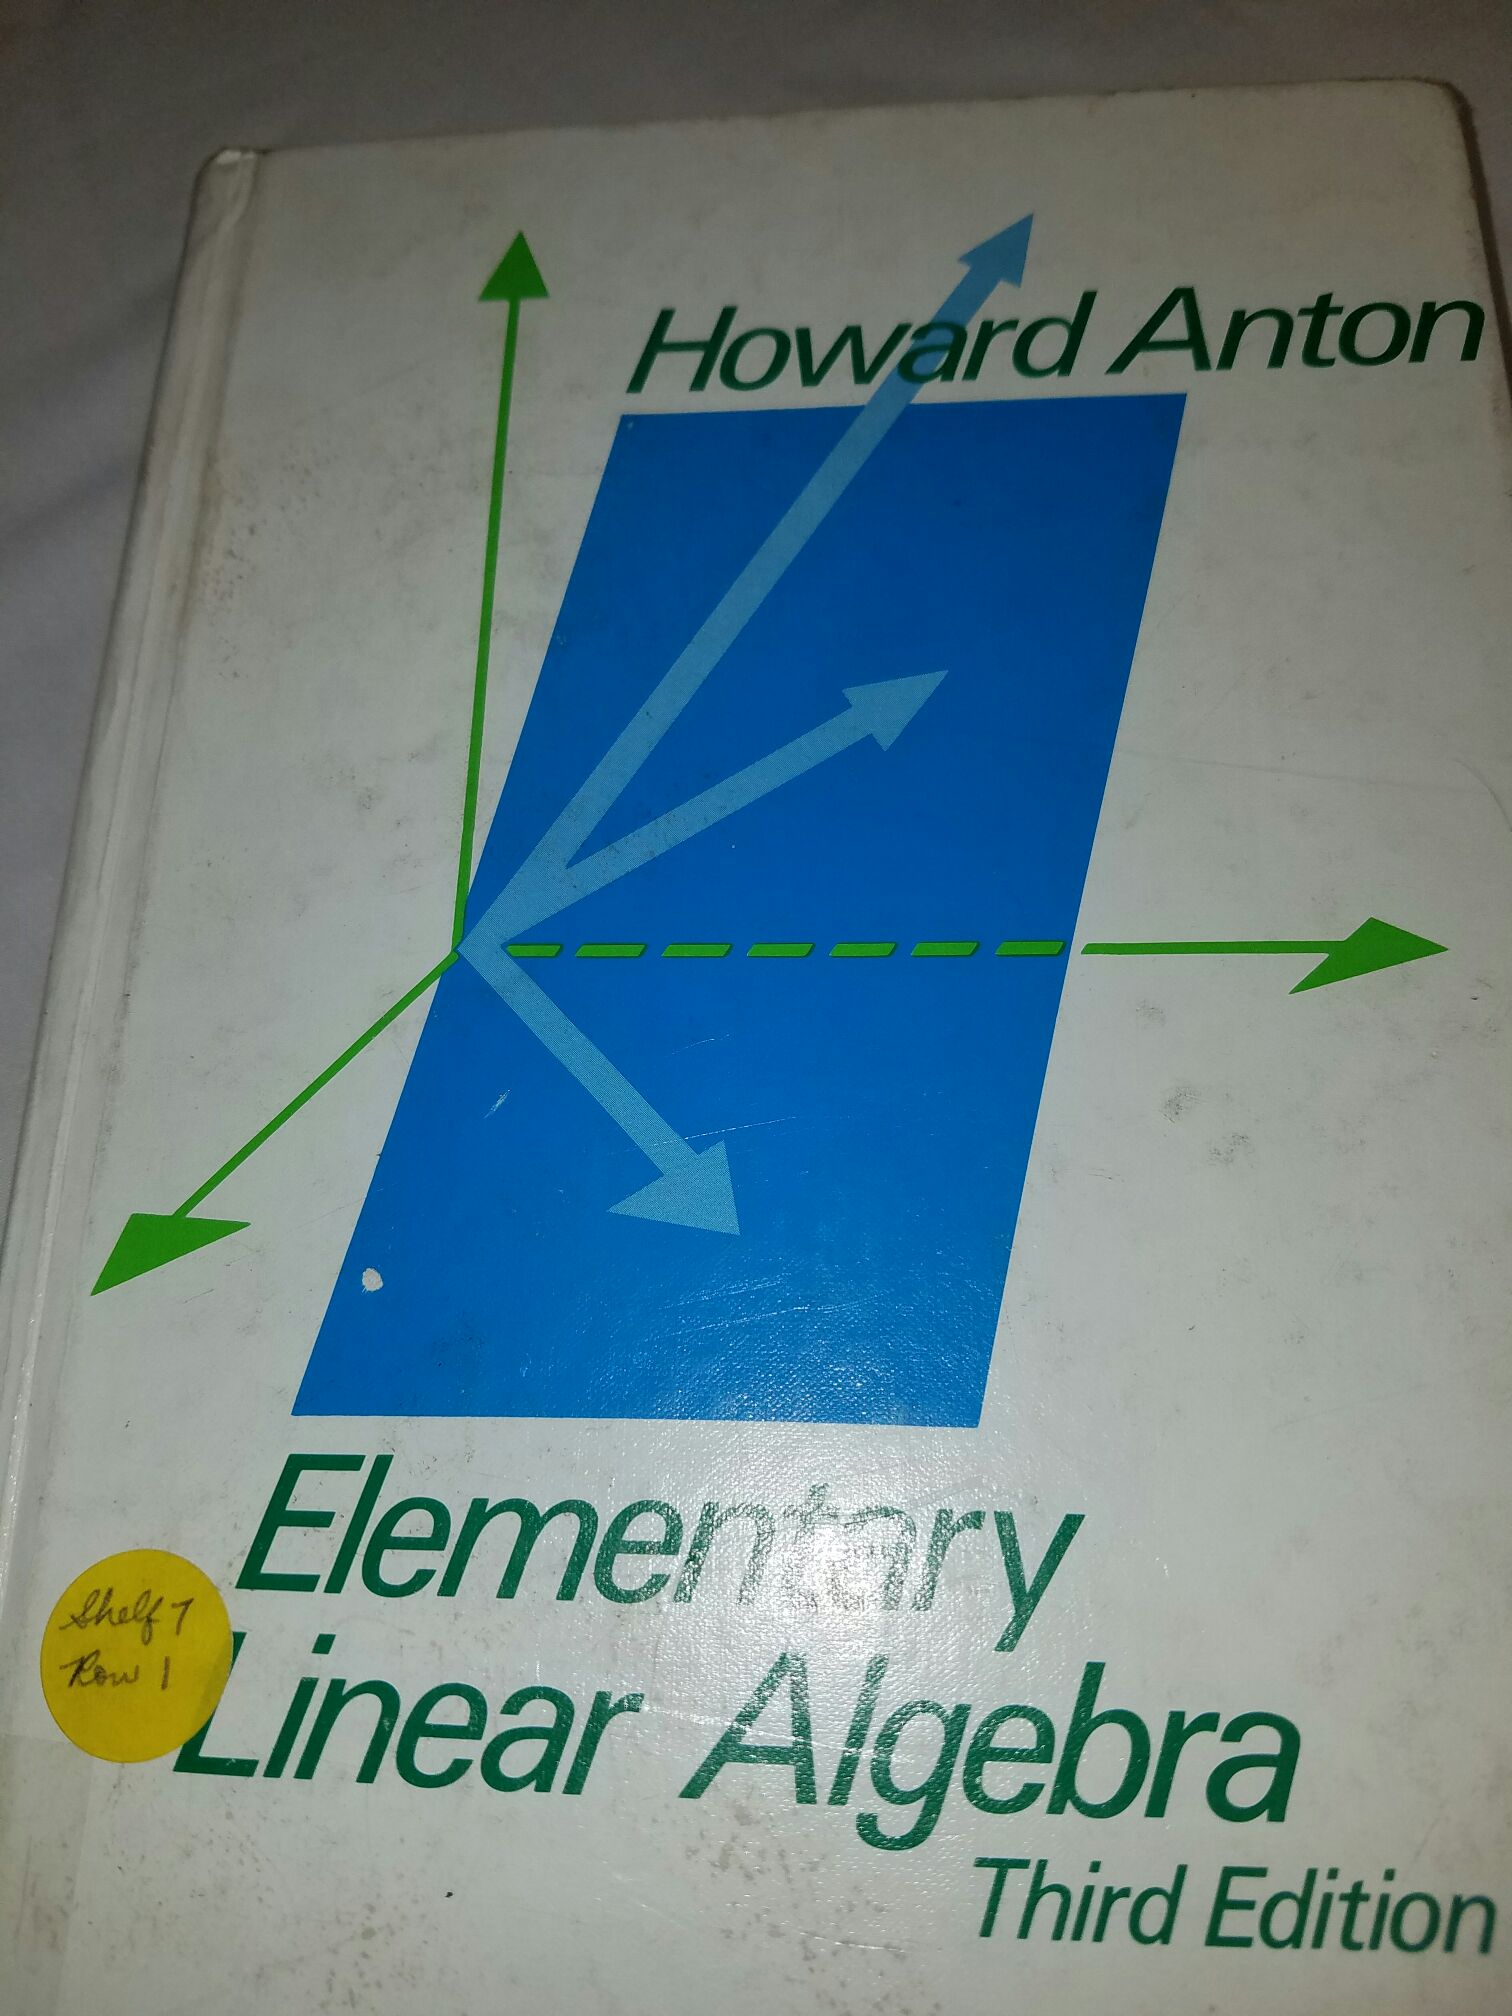 Howard Anton
Elementary
Linear Algebra
Third Edition
Shelf 7
Row 1